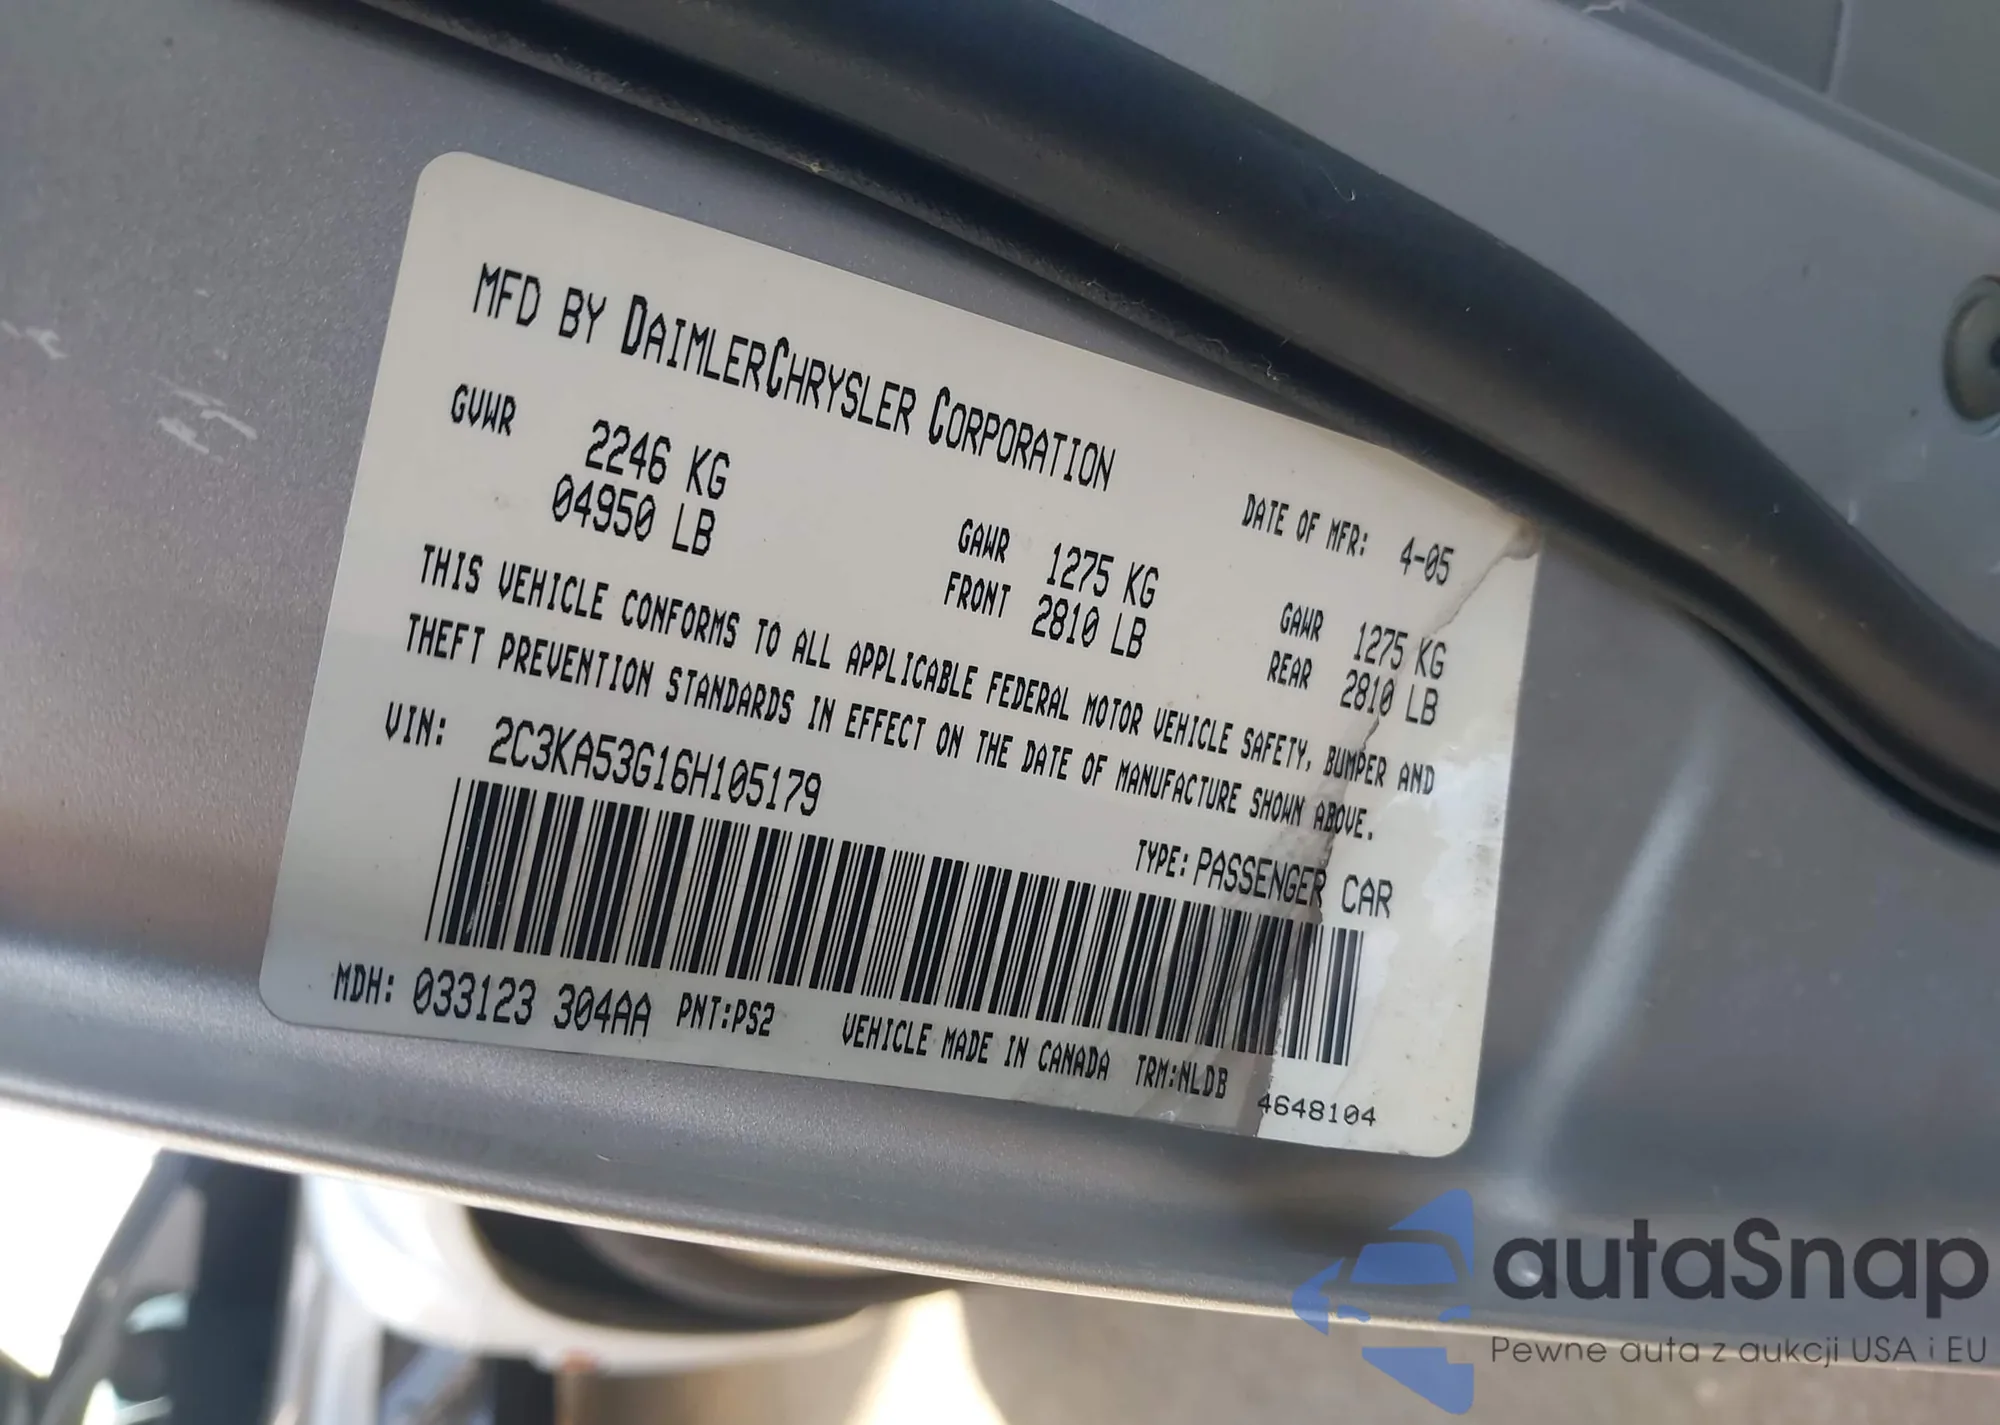 MFD BY DAIMLERCHRYSLER CORPORATION
DATE OF MFR: 4-05
GVWR 2246 KG
04950 LB
GAWR 1275 KG
FRONT 2810 LB
GAWR 1275 KG
REAR 2810 LB
THIS VEHICLE CONFORMS TO ALL APPLICABLE FEDERAL MOTOR VEHICLE SAFETY, BUMPER AND
THEFT PREVENTION STANDARDS IN EFFECT ON THE DATE OF MANUFACTURE SHOWN ABOVE.
VIN: 2C3KA53G16H105179
TYPE: PASSENGER CAR
MDH: 033123 304AA PNT:PS2 VEHICLE MADE IN CANADA TRM:NLDB
4648104
autaSnap
Pewne auta z aukcji USA i EU